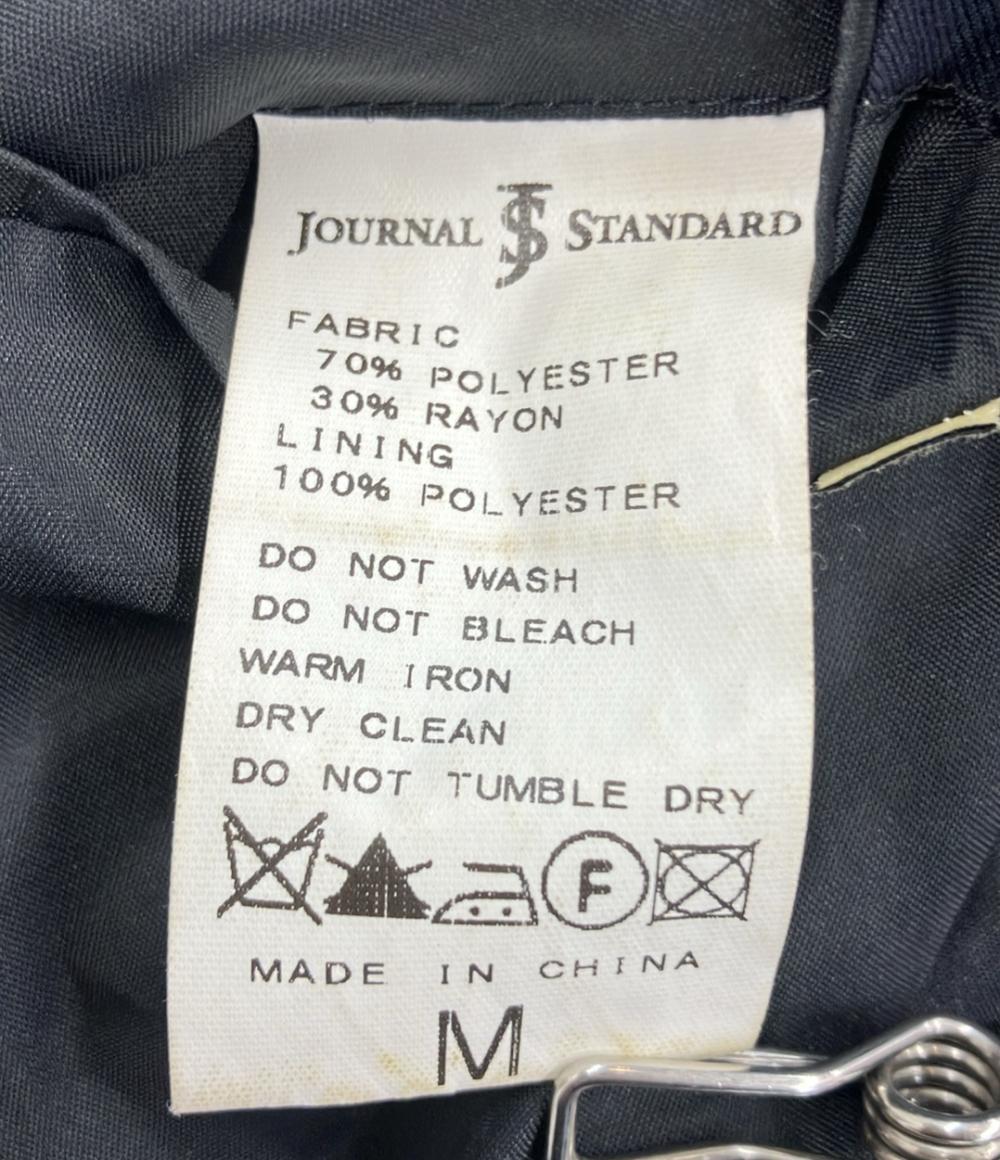 JOURNAL JS STANDARD
FABRIC
70% POLYESTER
30% RAYON
LINING
100% POLYESTER
DO NOT WASH
DO NOT BLEACH
WARM IRON
DRY CLEAN
DO NOT TUMBLE DRY
F
MADE IN CHINA
M